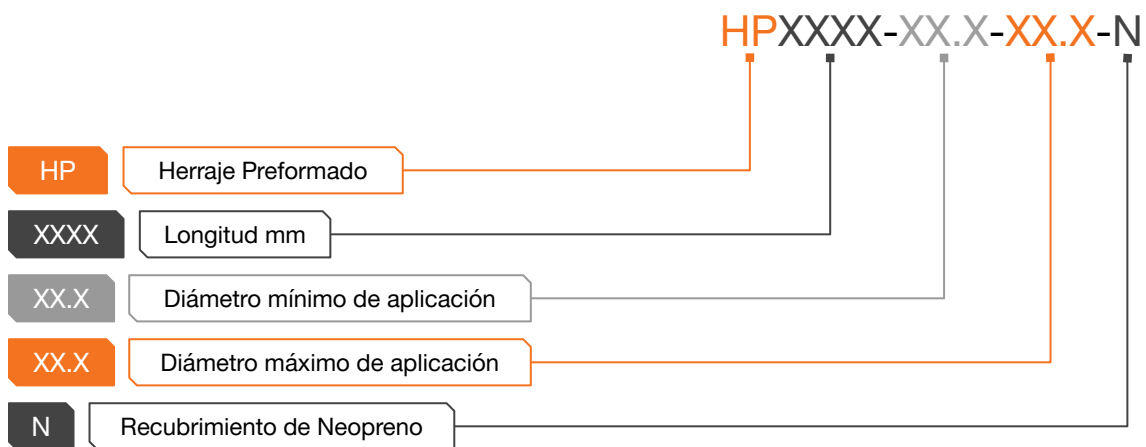 HPXXXX-XX.X-XX.X-N
HP Herraje Preformado
XXXX Longitud mm
XX.X Diámetro mínimo de aplicación
XX.X Diámetro máximo de aplicación
N Recubrimiento de Neopreno